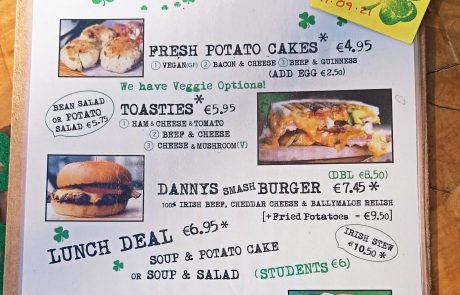 17.09.21
FRESH POTATO CAKES* €4.95
① VEGAN(GF) ② BACON & CHEESE ③ BEEF & GUINNESS
(ADD EGG €2.50)
We have Veggie Options!
BEAN SALAD
OR POTATO
SALAD €5.75
TOASTIES* €5.95
① HAM & CHEESE & TOMATO
② BEEF & CHEESE
③ CHEESE & MUSHROOM (V)
(DBL €8.50)
DANNYS SMASH BURGER €7.45*
100% IRISH BEEF, CHEDDAR CHEESE & BALLYMALOE RELISH
[+Fried Potatoes - €9.50]
LUNCH DEAL €6.95*
SOUP & POTATO CAKE
OR SOUP & SALAD (STUDENTS €6)
IRISH STEW
€10.50*